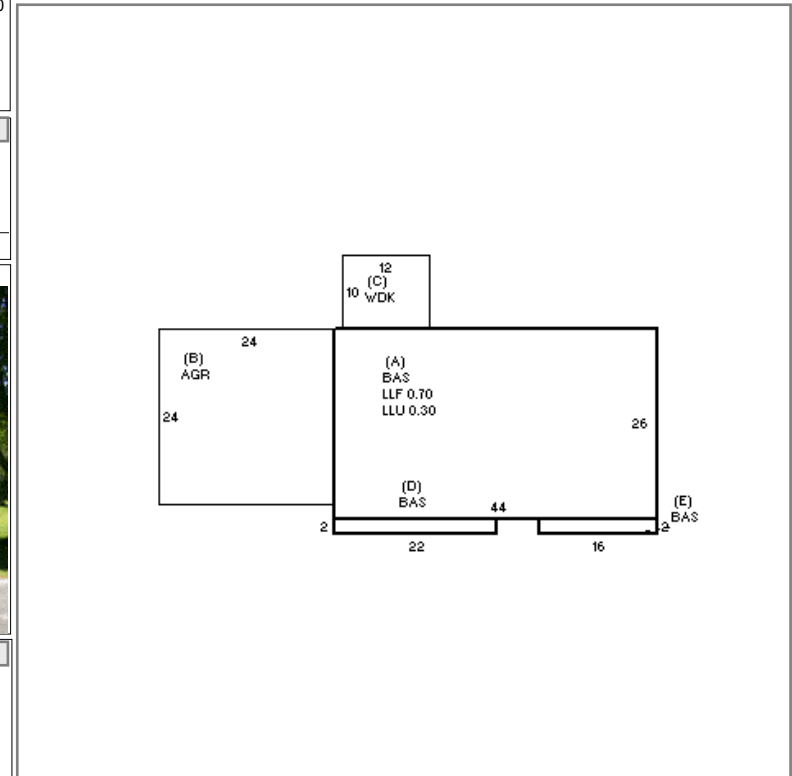 12
(C)
10 WDK
24
(B)
AGR
24
(A)
BAS
LLF 0.70
LLU 0.30
26
(D)
BAS
44
(E)
BAS
2
2
22
16